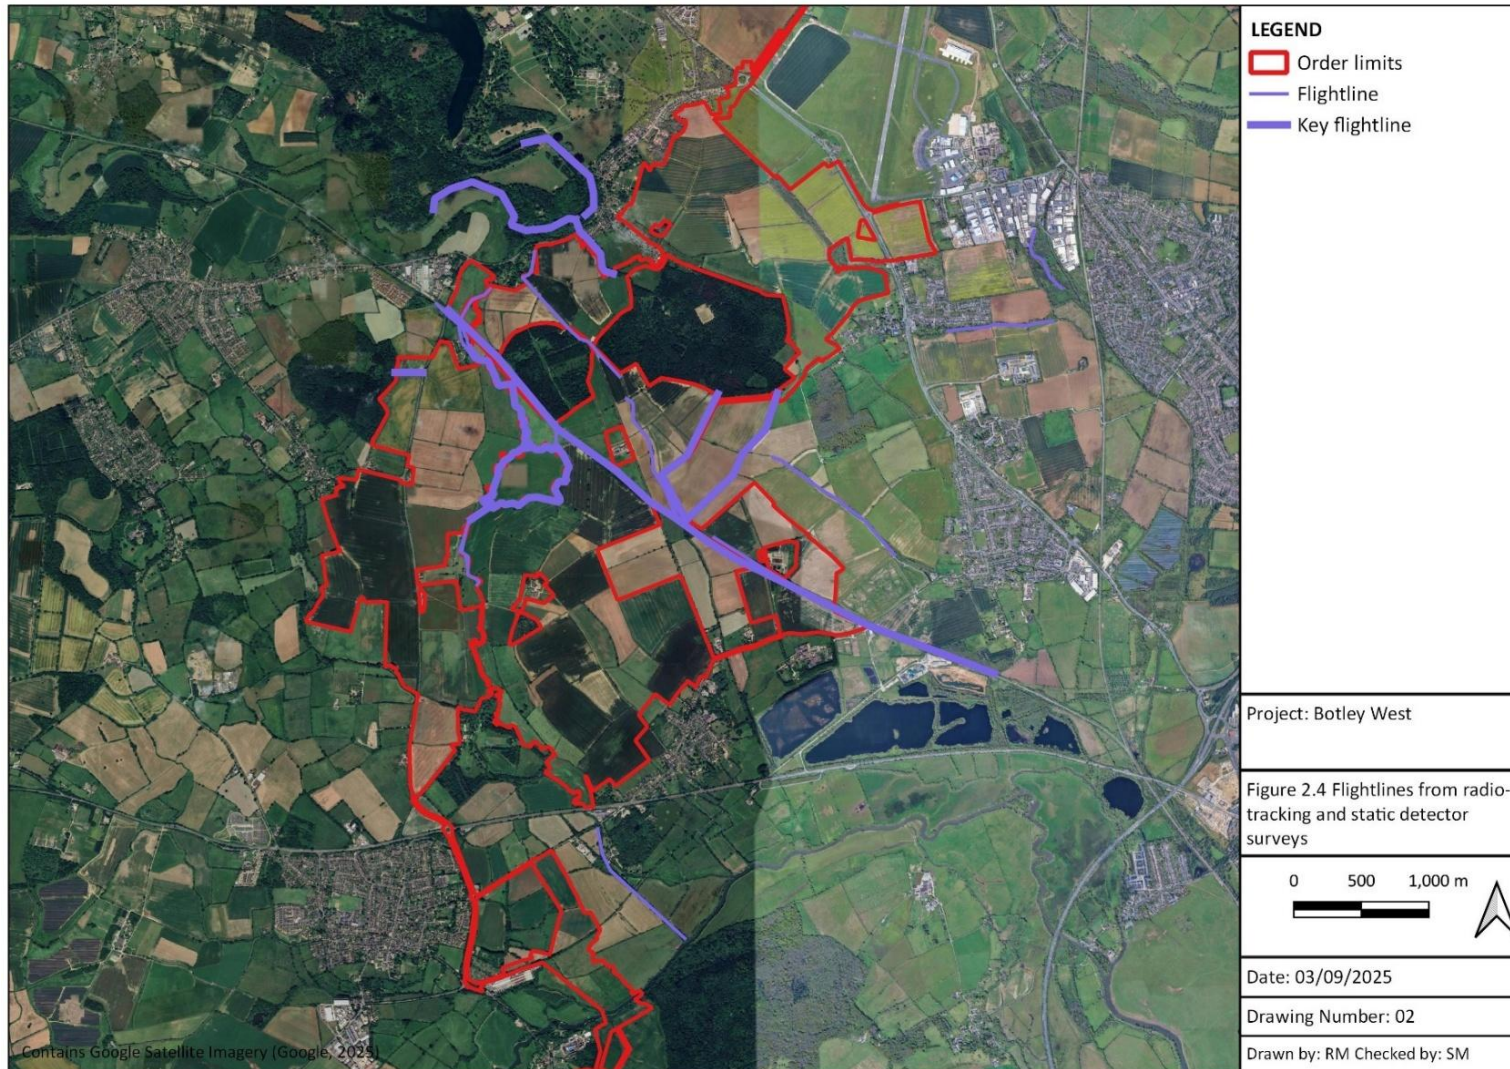 LEGEND
Order limits
Flightline
Key flightline
Project: Botley West
Figure 2.4 Flightlines from radio-
tracking and static detector
surveys
0 500 1,000 m
Date: 03/09/2025
Drawing Number: 02
Drawn by: RM Checked by: SM
Contains Google Satellite Imagery (Google, 2025)